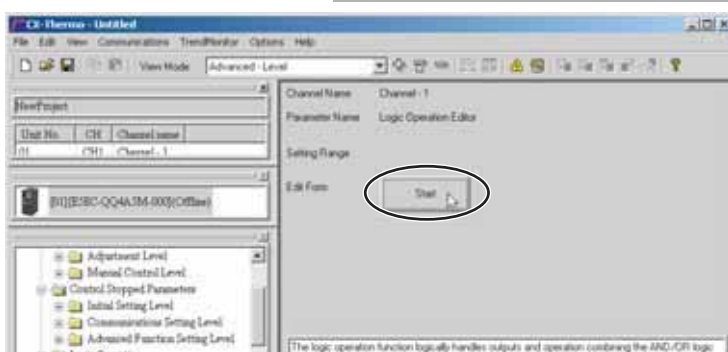 CX-Thermo - Untitled
File Edit View Communications TrendMonitor Options Help
View Mode Advanced - Level
NewProject
Unit No. CH Channel name
01 CH1 Channel - 1
[01][E5EC-QQ4A5M-000](Offline)
Adjustment Level
Manual Control Level
Control Stopped Parameters
Initial Setting Level
Communications Setting Level
Advanced Function Setting Level
Channel Name Channel - 1
Parameter Name Logic Operation Editor
Setting Range
Edit Form Start
The logic operation function logically handles outputs and operation combining the AND/OR logic